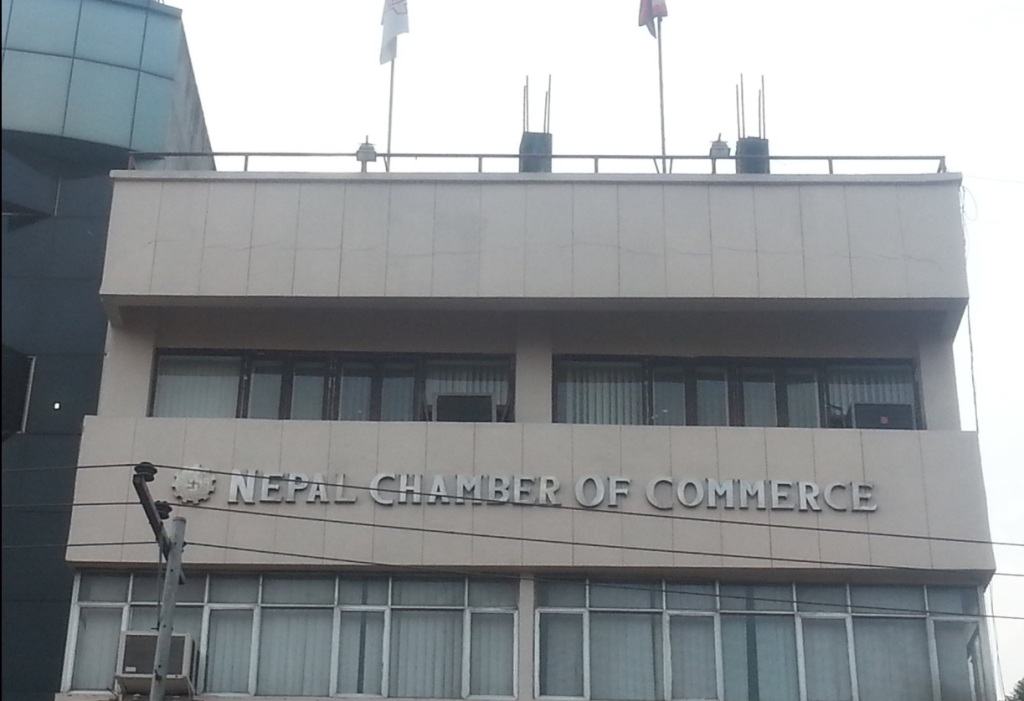 NEPAL CHAMBER OF COMMERCE